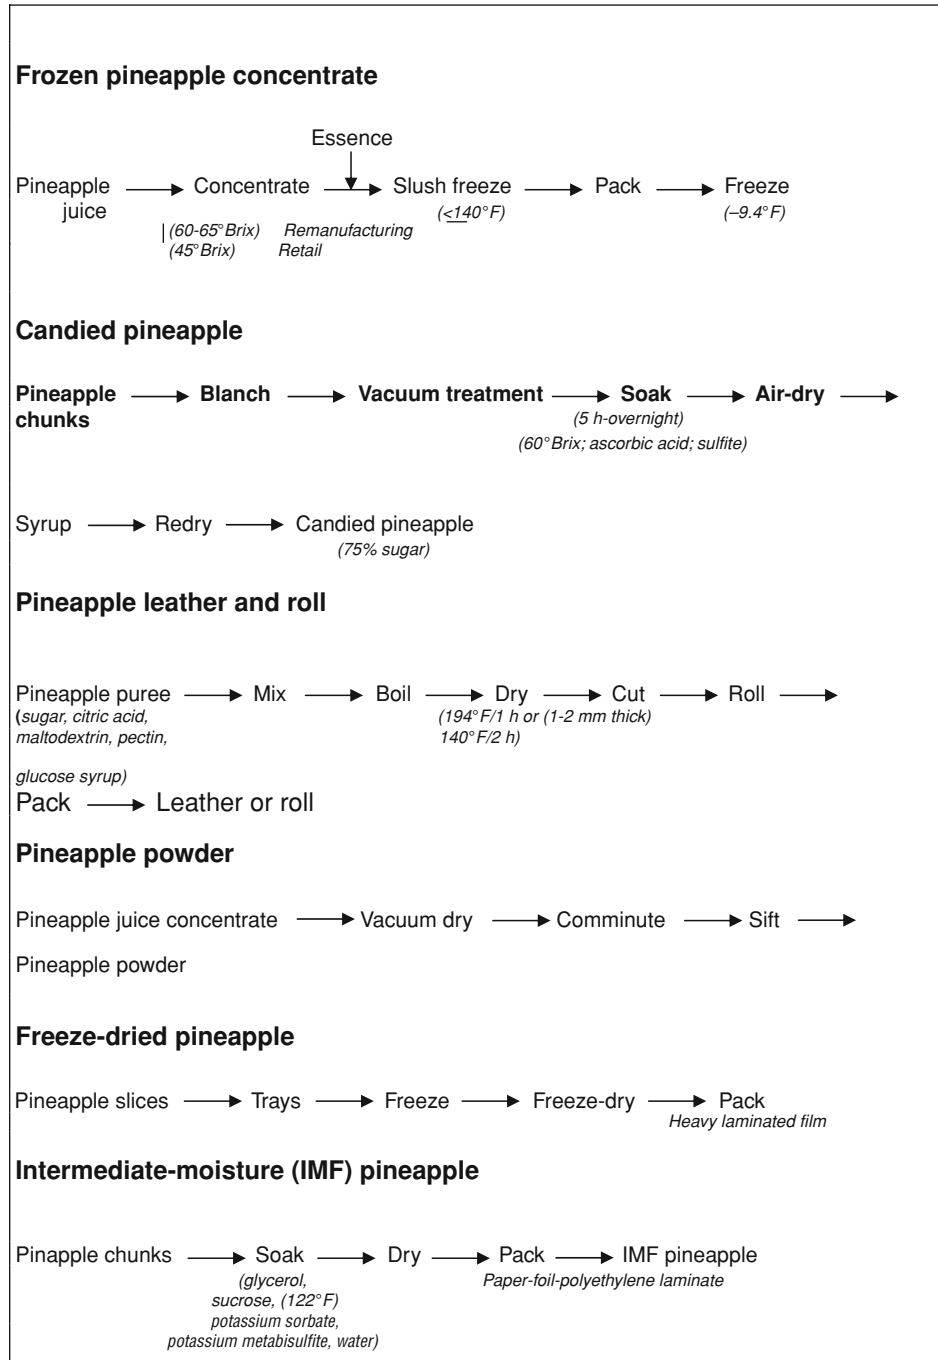 Frozen pineapple concentrate
Essence
Pineapple juice Concentrate Slush freeze Pack Freeze
(<140°F) (–9.4°F)
(60-65°Brix) Remanufacturing
(45°Brix) Retail
Candied pineapple
Pineapple chunks Blanch Vacuum treatment Soak Air-dry
(5 h-overnight)
(60°Brix; ascorbic acid; sulfite)
Syrup Redry Candied pineapple
(75% sugar)
Pineapple leather and roll
Pineapple puree Mix Boil Dry Cut Roll
(sugar, citric acid, (194°F/1 h or (1-2 mm thick)
maltodextrin, pectin, 140°F/2 h)
glucose syrup)
Pack Leather or roll
Pineapple powder
Pineapple juice concentrate Vacuum dry Comminute Sift
Pineapple powder
Freeze-dried pineapple
Pineapple slices Trays Freeze Freeze-dry Pack
Heavy laminated film
Intermediate-moisture (IMF) pineapple
Pinapple chunks Soak Dry Pack IMF pineapple
(glycerol, Paper-foil-polyethylene laminate
sucrose, (122°F)
potassium sorbate,
potassium metabisulfite, water)